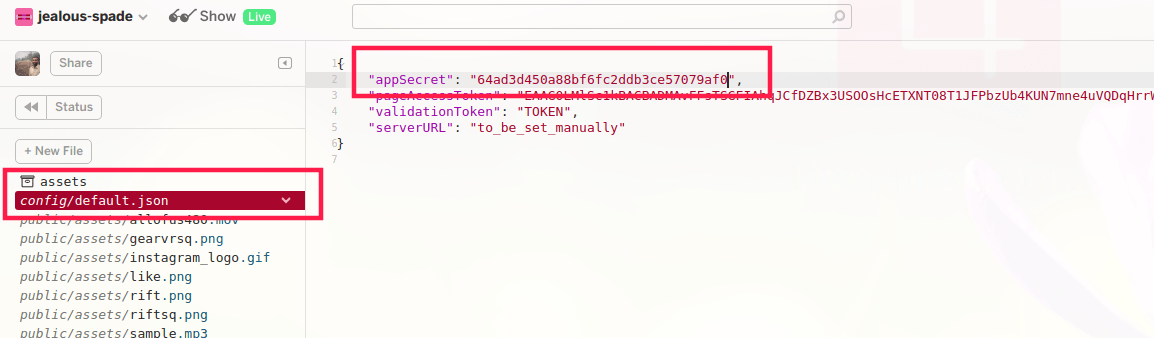 jealous-spade Show Live
Share
Status
+ New File
assets
config/default.json
public/assets/allofus480.mov
public/assets/gearvrsq.png
public/assets/instagram_logo.gif
public/assets/like.png
public/assets/rift.png
public/assets/riftsq.png
public/assets/sample.mp3
1 {
2 "appSecret": "64ad3d450a88bf6fc2ddb3ce57079af0",
3 "pageAccessToken":
4 "validationToken": "TOKEN",
5 "serverURL": "to_be_set_manually"
6 }
7